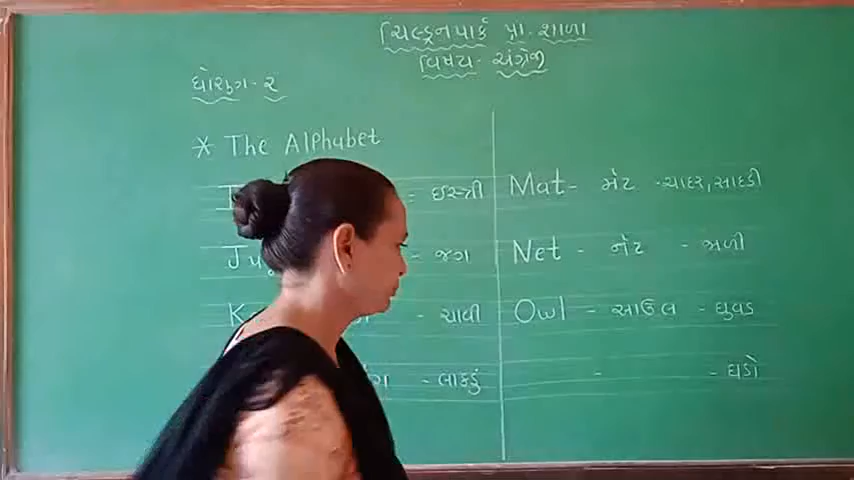 ચિલ્ડ્રનપાર્ક પ્રા. શાળા
વિષય - અંગ્રેજી
ધોરણ - ૨
* The Alphabet
= ઇસ્ત્રી
- જગ
- ચાવી
- લાકડું
Mat - મેટ - ચાદર, સાદડી
Net - નેટ - જાળી
Owl - આઉલ - ઘુવડ
- - ઘડો